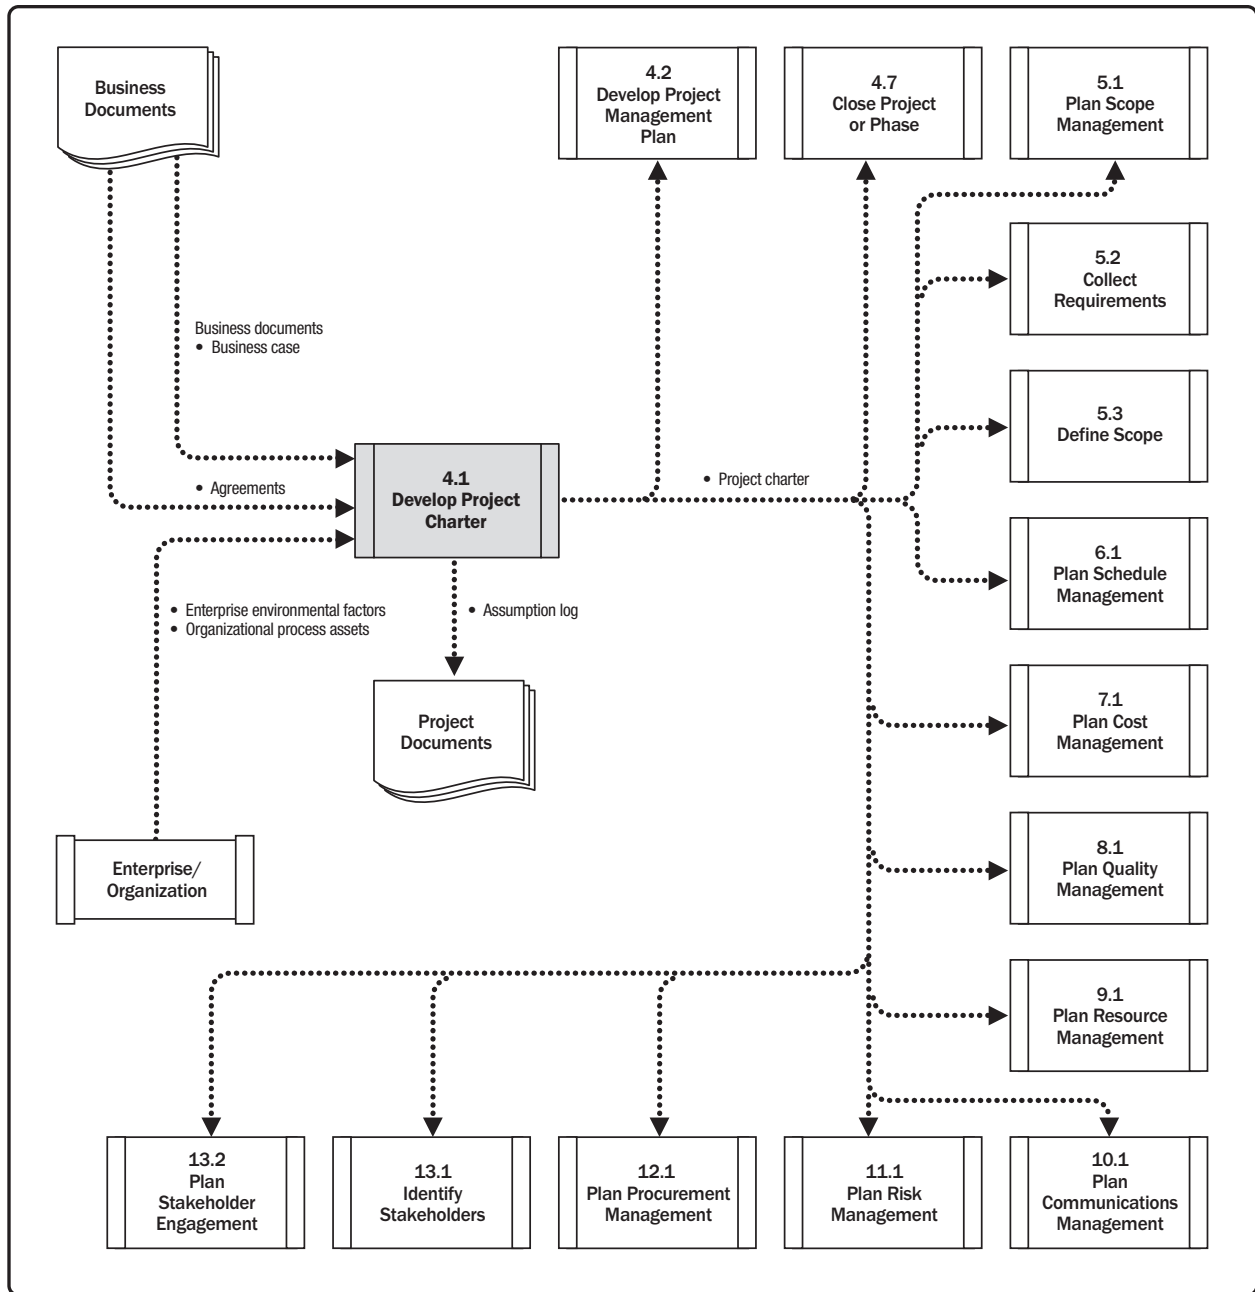 Business
Documents
4.2
Develop Project
Management
Plan
4.7
Close Project
or Phase
5.1
Plan Scope
Management
5.2
Collect
Requirements
Business documents
• Business case
5.3
Define Scope
• Agreements
4.1
Develop Project
Charter
• Project charter
6.1
Plan Schedule
Management
• Enterprise environmental factors
• Organizational process assets
• Assumption log
Project
Documents
7.1
Plan Cost
Management
Enterprise/
Organization
8.1
Plan Quality
Management
9.1
Plan Resource
Management
13.2
Plan
Stakeholder
Engagement
13.1
Identify
Stakeholders
12.1
Plan Procurement
Management
11.1
Plan Risk
Management
10.1
Plan
Communications
Management